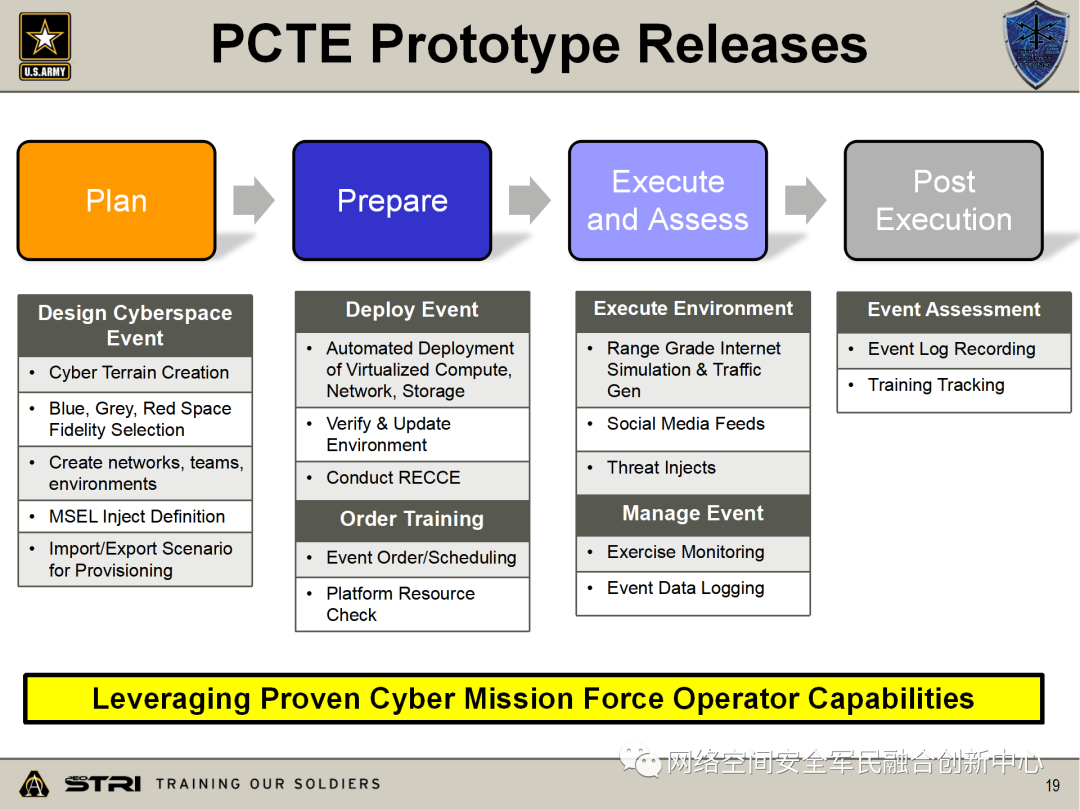 PCTE Prototype Releases
U.S.ARMY
Plan
Prepare
Execute
and Assess
Post
Execution
Design Cyberspace
Event
• Cyber Terrain Creation
• Blue, Grey, Red Space
Fidelity Selection
• Create networks, teams,
environments
• MSEL Inject Definition
• Import/Export Scenario
for Provisioning
Deploy Event
• Automated Deployment
of Virtualized Compute,
Network, Storage
• Verify & Update
Environment
• Conduct RECCE
Order Training
• Event Order/Scheduling
• Platform Resource
Check
Execute Environment
• Range Grade Internet
Simulation & Traffic
Gen
• Social Media Feeds
• Threat Injects
Manage Event
• Exercise Monitoring
• Event Data Logging
Event Assessment
• Event Log Recording
• Training Tracking
Leveraging Proven Cyber Mission Force Operator Capabilities
PEO STRI TRAINING OUR SOLDIERS
网络空间安全军民融合创新中心
19